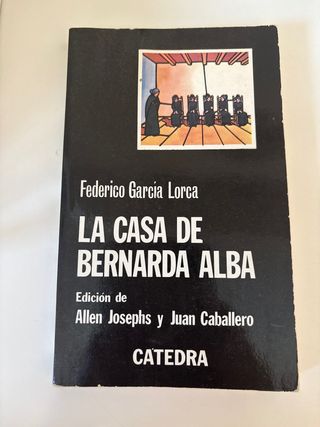 Federico García Lorca
LA CASA DE
BERNARDA ALBA
Edición de
Allen Josephs y Juan Caballero
CATEDRA